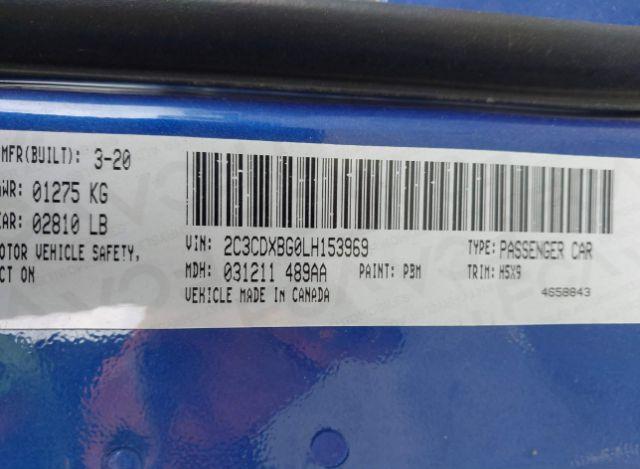 MFR(BUILT): 3-20
WR: 01275 KG
AR: 02810 LB
OTOR VEHICLE SAFETY,
CT ON
VIN: 2C3CDXBG0LH153969
TYPE: PASSENGER CAR
MDH: 031211 489AA
PAINT: PBM
TRIM: H5X9
VEHICLE MADE IN CANADA
4658843